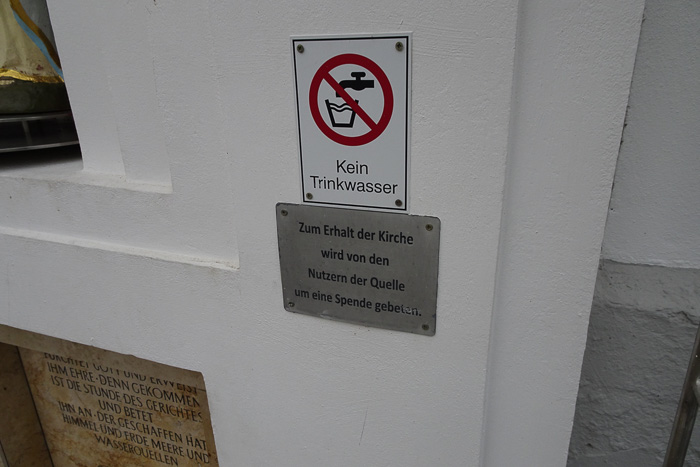 Kein
Trinkwasser
Zum Erhalt der Kirche
wird von den
Nutzern der Quelle
um eine Spende gebeten.
FÜRCHTET GOTT UND ERWEIST
IHM EHRE · DENN GEKOMMEN
IST DIE STUNDE DES GERICHTES
UND BETET
IHN AN · DER GESCHAFFEN HAT
HIMMEL UND ERDE MEERE UND
WASSERQUELLEN